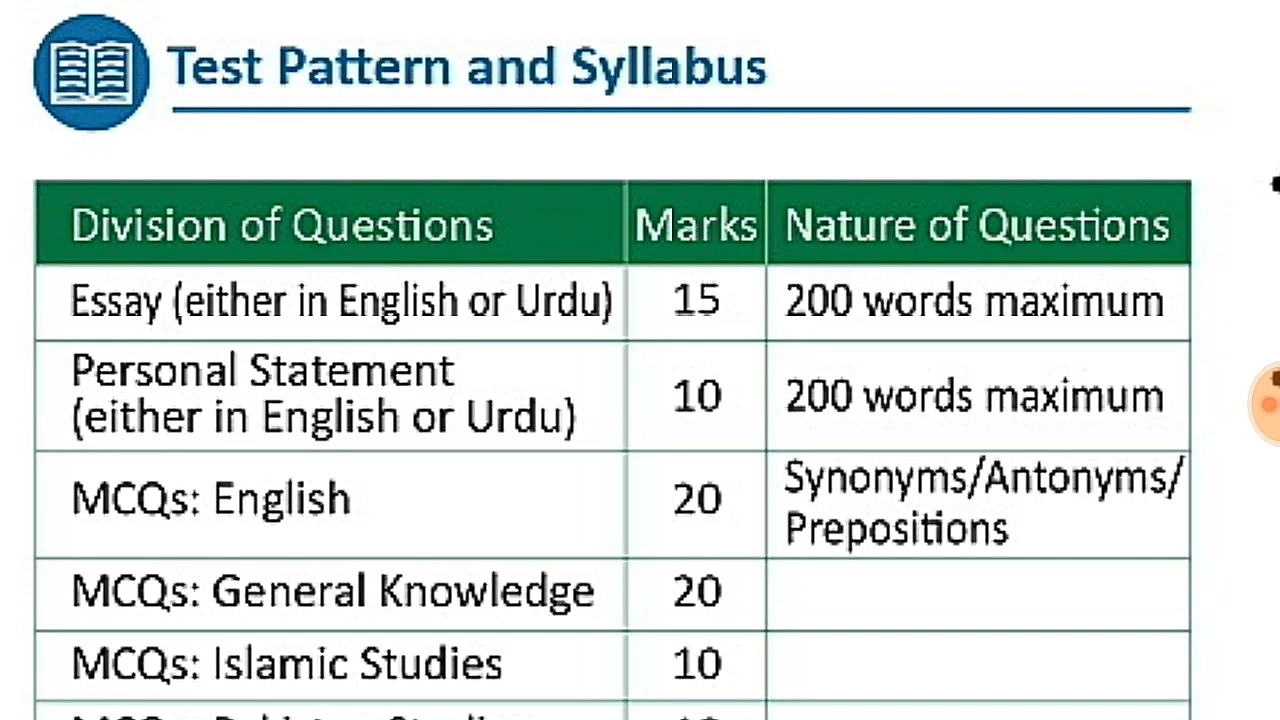 Test Pattern and Syllabus
Division of Questions Marks Nature of Questions
Essay (either in English or Urdu) 15 200 words maximum
Personal Statement
(either in English or Urdu) 10 200 words maximum
MCQs: English 20 Synonyms/Antonyms/
Prepositions
MCQs: General Knowledge 20
MCQs: Islamic Studies 10